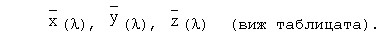 x̅ (λ), y̅ (λ), z̅ (λ) (виж таблицата).